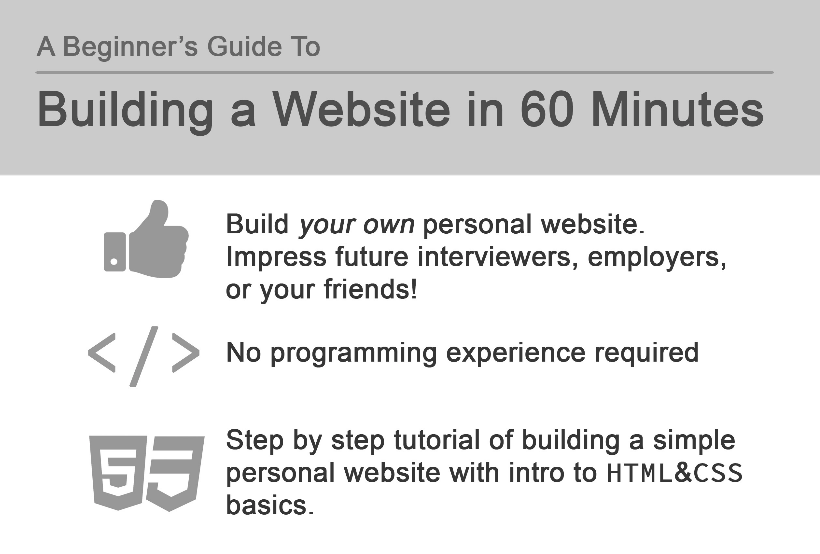 A Beginner’s Guide To
Building a Website in 60 Minutes
Build your own personal website.
Impress future interviewers, employers,
or your friends!
</> No programming experience required
Step by step tutorial of building a simple
personal website with intro to HTML&CSS
basics.